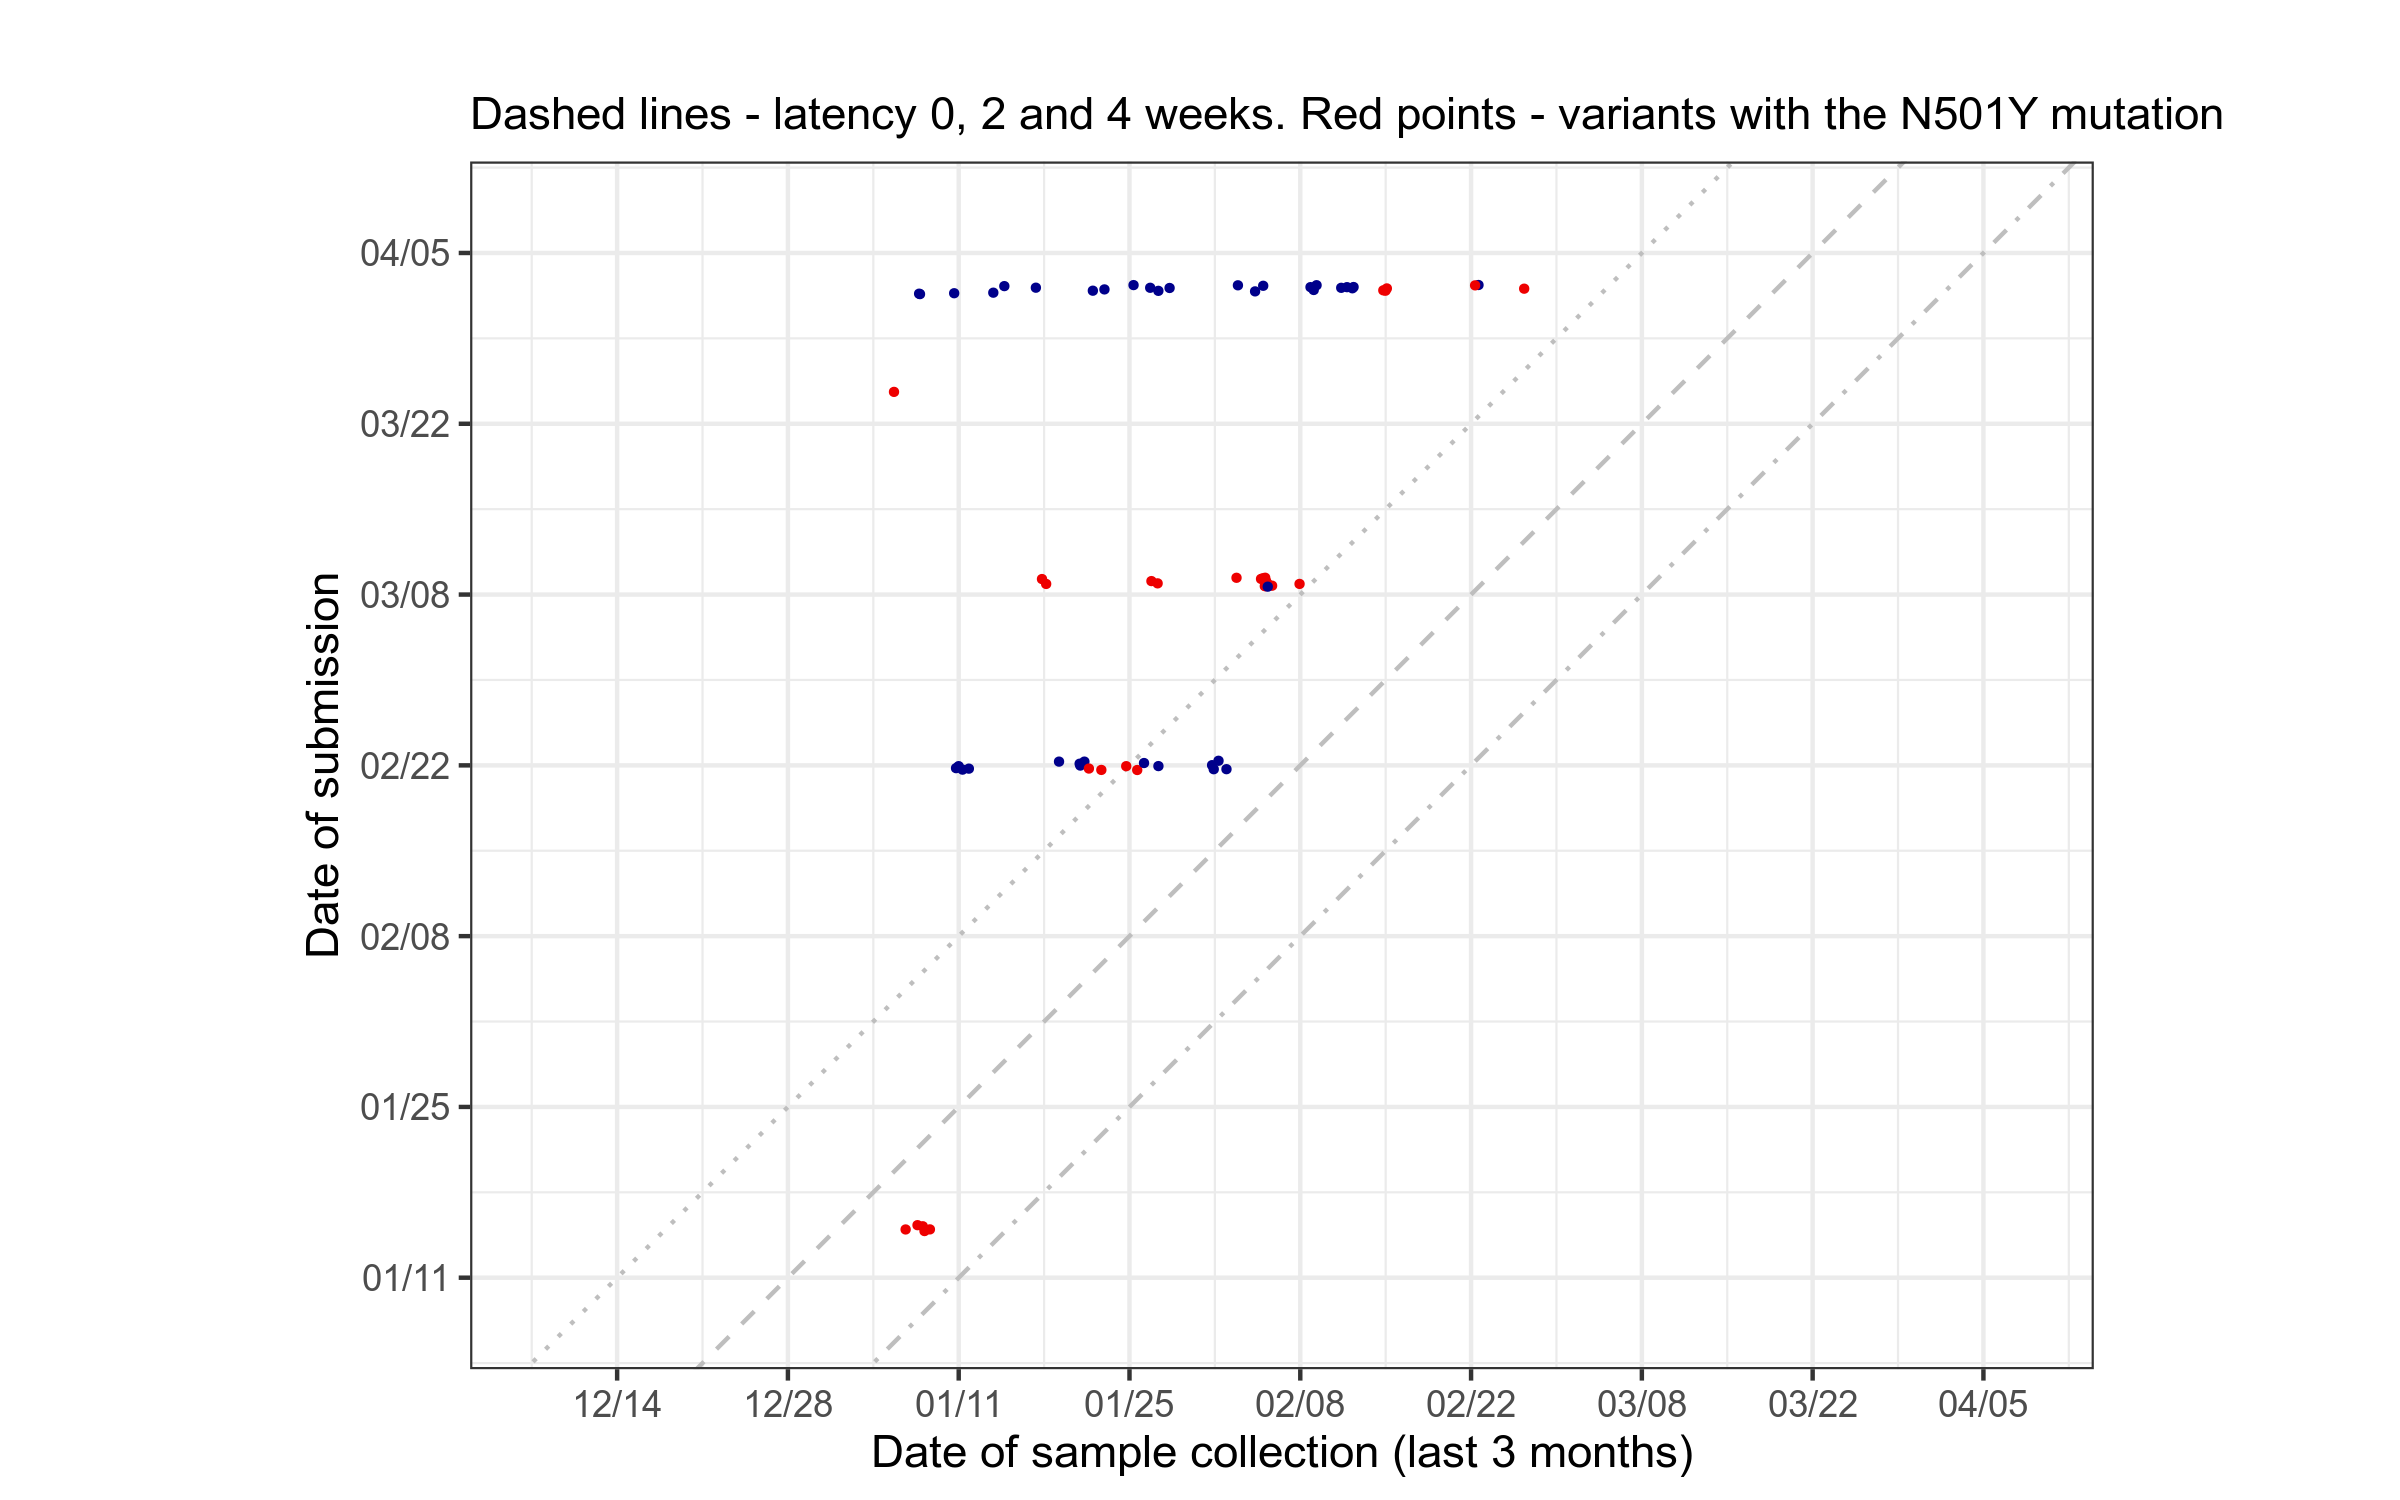 Dashed lines - latency 0, 2 and 4 weeks. Red points - variants with the N501Y mutation
Date of submission
04/05
03/22
03/08
02/22
02/08
01/25
01/11
12/14 12/28 01/11 01/25 02/08 02/22 03/08 03/22 04/05
Date of sample collection (last 3 months)